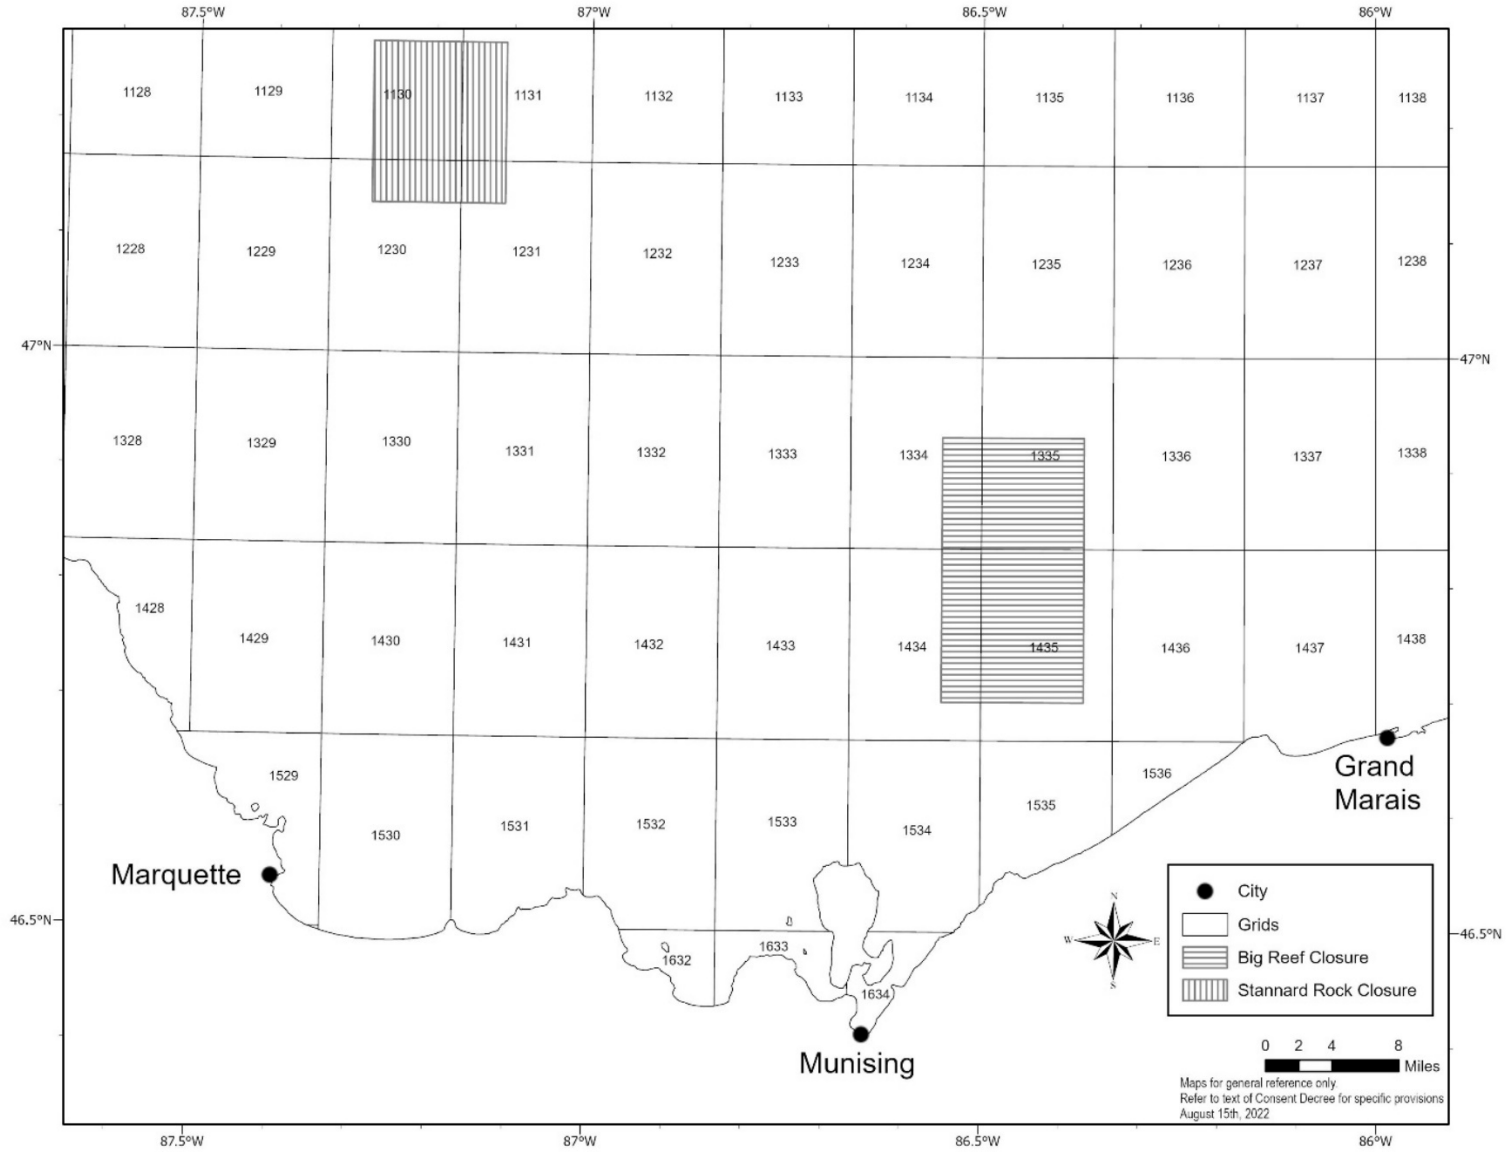 87.5°W
87°W
86.5°W
86°W
1128
1129
1130
1131
1132
1133
1134
1135
1136
1137
1138
1228
1229
1230
1231
1232
1233
1234
1235
1236
1237
1238
47°N
47°N
1328
1329
1330
1331
1332
1333
1334
1335
1336
1337
1338
1428
1429
1430
1431
1432
1433
1434
1435
1436
1437
1438
1529
1530
1531
1532
1533
1534
1535
1536
Grand
Marais
Marquette
46.5°N
46.5°N
1632
1633
1634
Munising
N
W
E
S
City
Grids
Big Reef Closure
Stannard Rock Closure
0 2 4 8
Miles
Maps for general reference only.
Refer to text of Consent Decree for specific provisions
August 15th, 2022
87.5°W
87°W
86.5°W
86°W